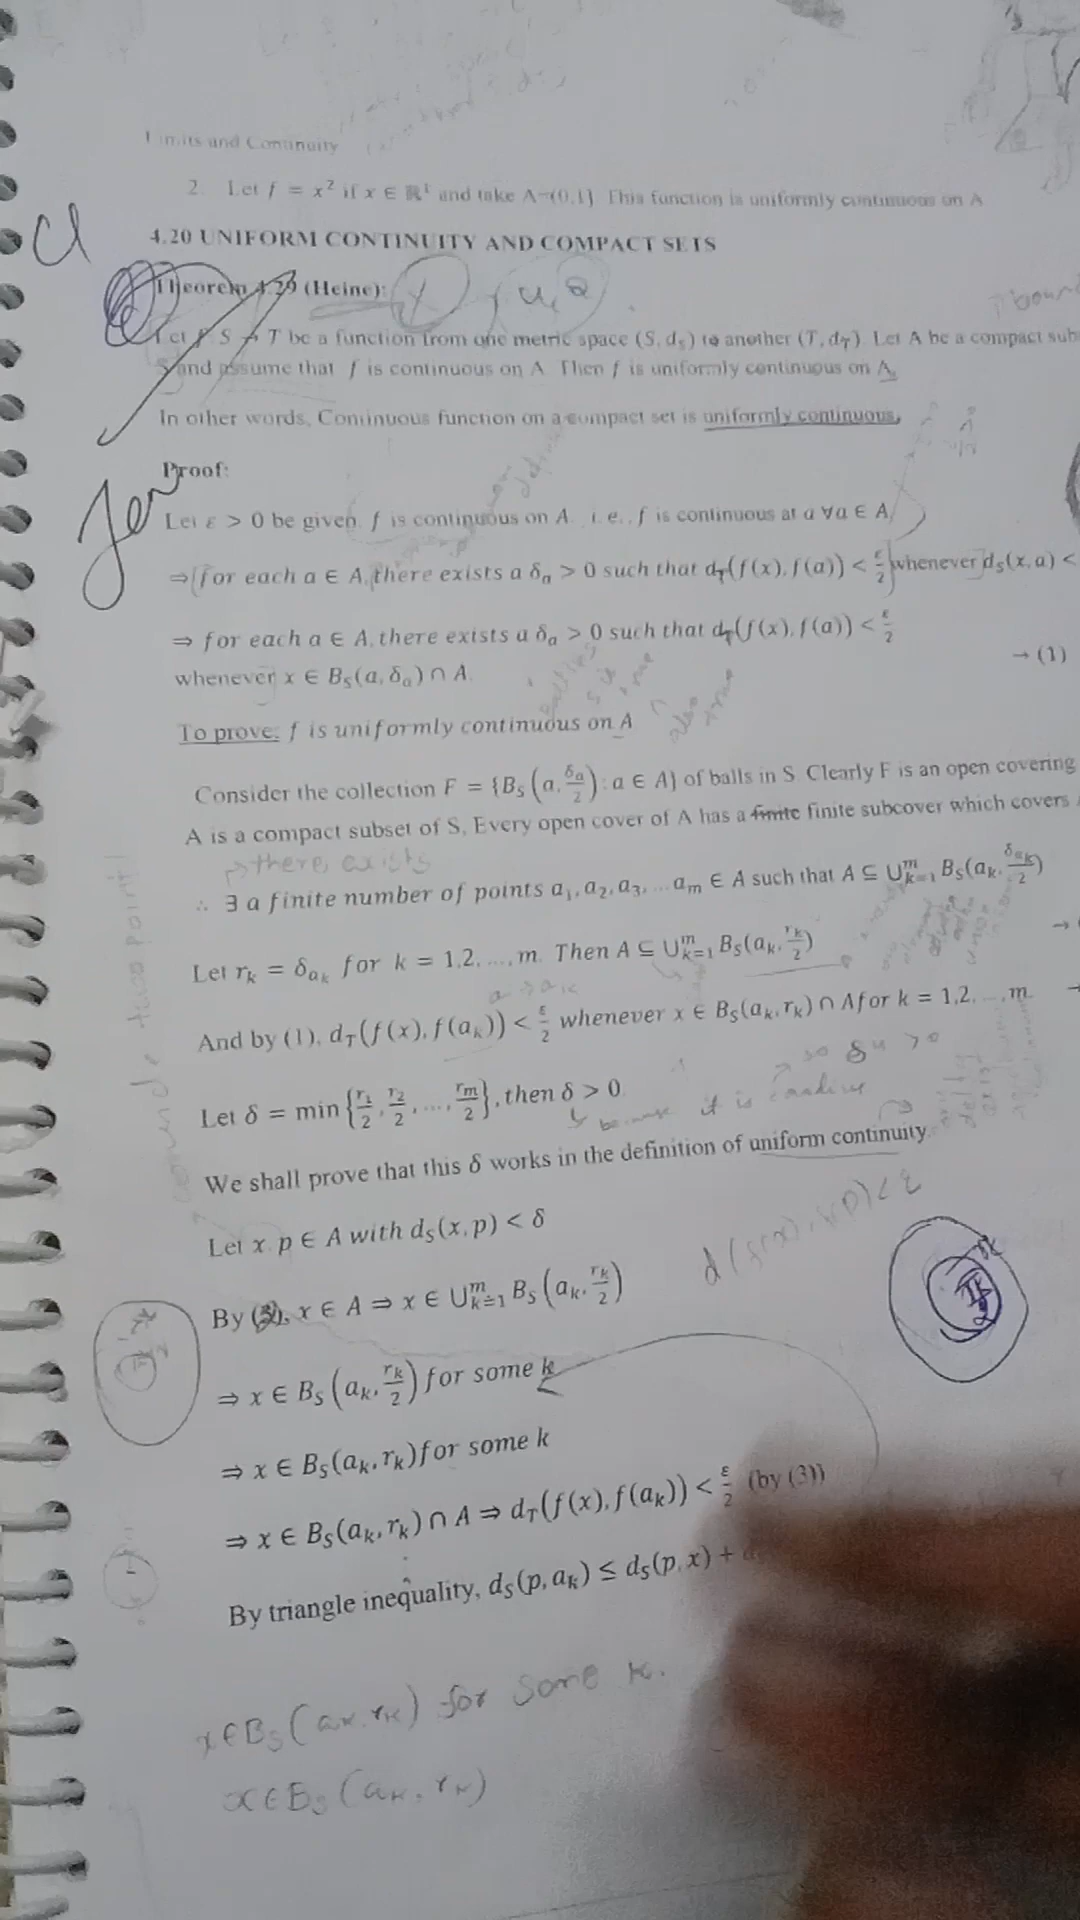 Limits and Continuity
2. Let f = x² if x ∈ ℝ¹ and take A=(0,1] This function is uniformly continuous on A
4.20 UNIFORM CONTINUITY AND COMPACT SETS
Theorem 4.29 (Heine):
Let f: S → T be a function from one metric space (S, d_S) to another (T, d_T). Let A be a compact sub
S and assume that f is continuous on A. Then f is uniformly continuous on A.
In other words, Continuous function on a compact set is uniformly continuous.
Proof:
Let ε > 0 be given. f is continuous on A. i.e., f is continuous at a ∀a ∈ A
⇒ for each a ∈ A, there exists a δ_a > 0 such that d_T(f(x), f(a)) < ε/2 whenever d_S(x, a) <
⇒ for each a ∈ A, there exists a δ_a > 0 such that d_T(f(x), f(a)) < ε/2
whenever x ∈ B_S(a, δ_a) ∩ A. → (1)
also true
To prove: f is uniformly continuous on A
Consider the collection F = {B_S(a, δ_a/2) : a ∈ A} of balls in S. Clearly F is an open covering
A is a compact subset of S, Every open cover of A has a finite finite subcover which covers
→ there exists
∴ ∃ a finite number of points a₁, a₂, a₃, ... a_m ∈ A such that A ⊆ ⋃ᵐₖ₌₁ B_S(a_k, δ_{a_k}/2)
Let r_k = δ_{a_k} for k = 1,2, ..., m. Then A ⊆ ⋃ᵐₖ₌₁ B_S(a_k, r_k/2)
a → a_k
And by (1), d_T(f(x), f(a_k)) < ε/2 whenever x ∈ B_S(a_k, r_k) ∩ A for k = 1,2, ..., m.
Let δ = min {r₁/2, r₂/2, ..., r_m/2}, then δ > 0
We shall prove that this δ works in the definition of uniform continuity.
Let x, p ∈ A with d_S(x, p) < δ
By (2), x ∈ A ⇒ x ∈ ⋃ᵐₖ₌₁ B_S(a_k, r_k/2)
⇒ x ∈ B_S(a_k, r_k/2) for some k
⇒ x ∈ B_S(a_k, r_k) for some k
⇒ x ∈ B_S(a_k, r_k) ∩ A ⇒ d_T(f(x), f(a_k)) < ε/2 (by (3))
By triangle inequality, d_S(p, a_k) ≤ d_S(p, x) +
x ∈ B_S(a_k, r_k) for some k.
x ∈ B_S(a_k, r_k)